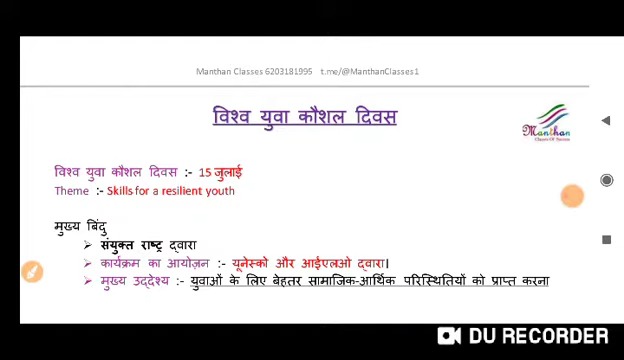 Manthan Classes 6203181995 t.me/@ManthanClasses1
विश्व युवा कौशल दिवस
Manthan
विश्व युवा कौशल दिवस :- 15 जुलाई
Theme :- Skills for a resilient youth
मुख्य बिंदु
➢ संयुक्त राष्ट्र द्वारा
➢ कार्यक्रम का आयोज़न :- यूनेस्को और आईएलओ द्वारा।
➢ मुख्य उद्देश्य :- युवाओं के लिए बेहतर सामाजिक-आर्थिक परिस्थितियों को प्राप्त करना
DU RECORDER